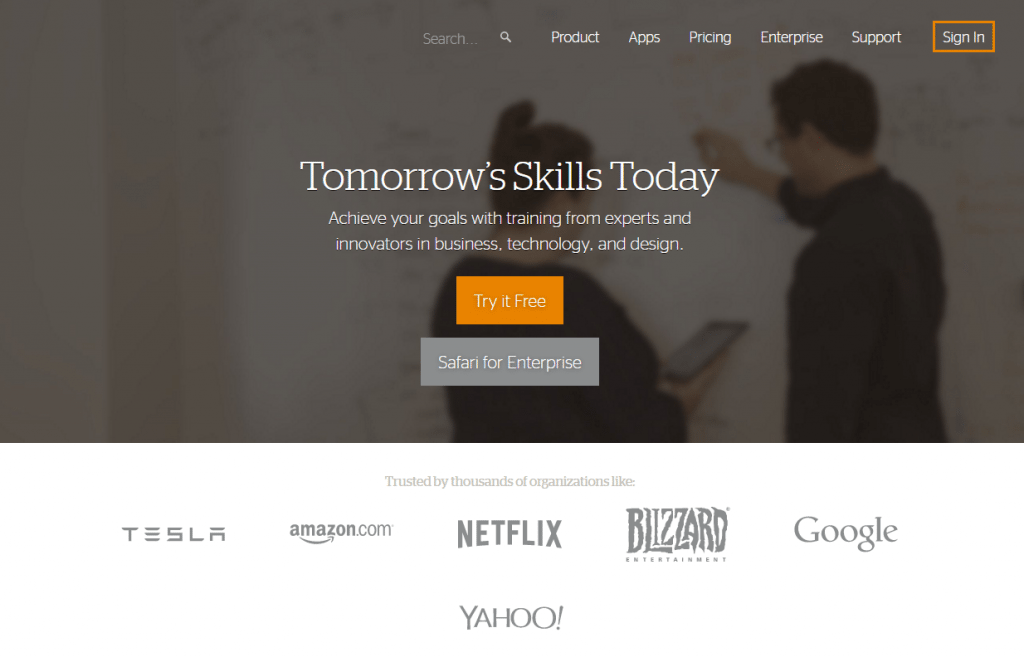 Search... Product Apps Pricing Enterprise Support Sign In
Tomorrow's Skills Today
Achieve your goals with training from experts and
innovators in business, technology, and design.
Try it Free
Safari for Enterprise
Trusted by thousands of organizations like:
TESLA amazon.com NETFLIX BLIZZARD Google
ENTERTAINMENT
YAHOO!